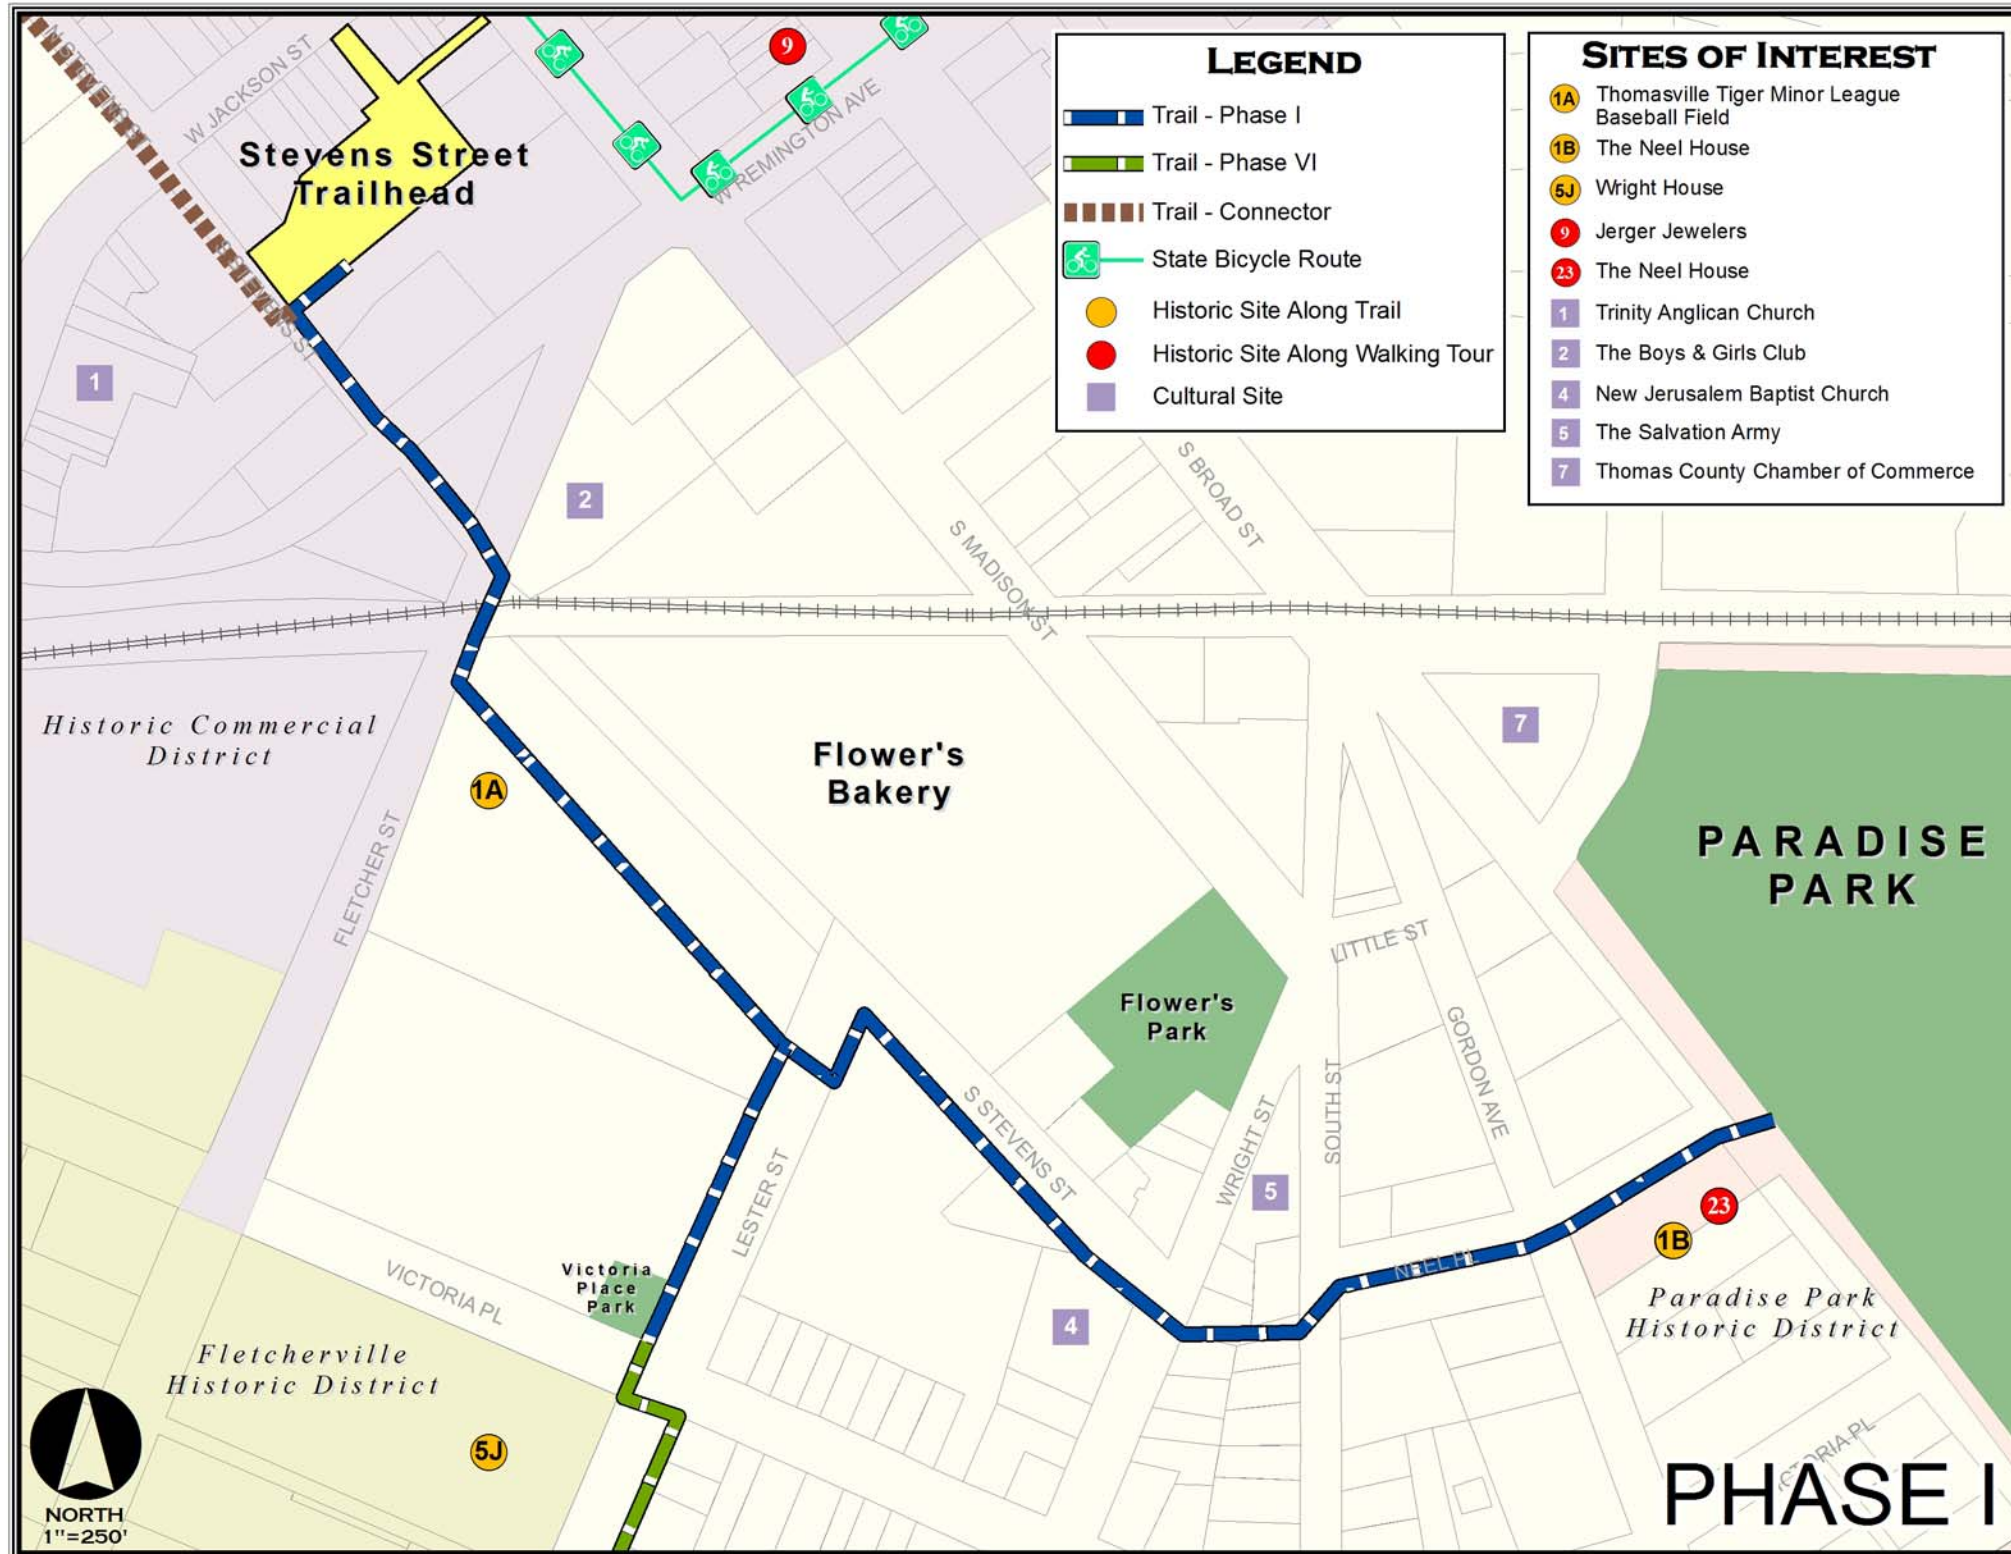 N STEVENS ST
W JACKSON ST
9
W REMINGTON AVE
Stevens Street
Trailhead
S STEVENS ST
LEGEND
Trail - Phase I
Trail - Phase VI
Trail - Connector
State Bicycle Route
Historic Site Along Trail
Historic Site Along Walking Tour
Cultural Site
SITES OF INTEREST
1A Thomasville Tiger Minor League
Baseball Field
1B The Neel House
5J Wright House
9 Jerger Jewelers
23 The Neel House
1 Trinity Anglican Church
2 The Boys & Girls Club
4 New Jerusalem Baptist Church
5 The Salvation Army
7 Thomas County Chamber of Commerce
1
2
S BROAD ST
S MADISON ST
Historic Commercial
District
1A
Flower's
Bakery
7
PARADISE
PARK
FLETCHER ST
LITTLE ST
Flower's
Park
GORDON AVE
S STEVENS ST
SOUTH ST
WRIGHT ST
5
LESTER ST
23
1B
NEEL PL
Victoria
Place
Park
VICTORIA PL
4
Paradise Park
Historic District
Fletcherville
Historic District
5J
VICTORIA PL
NORTH
1"=250'
PHASE I